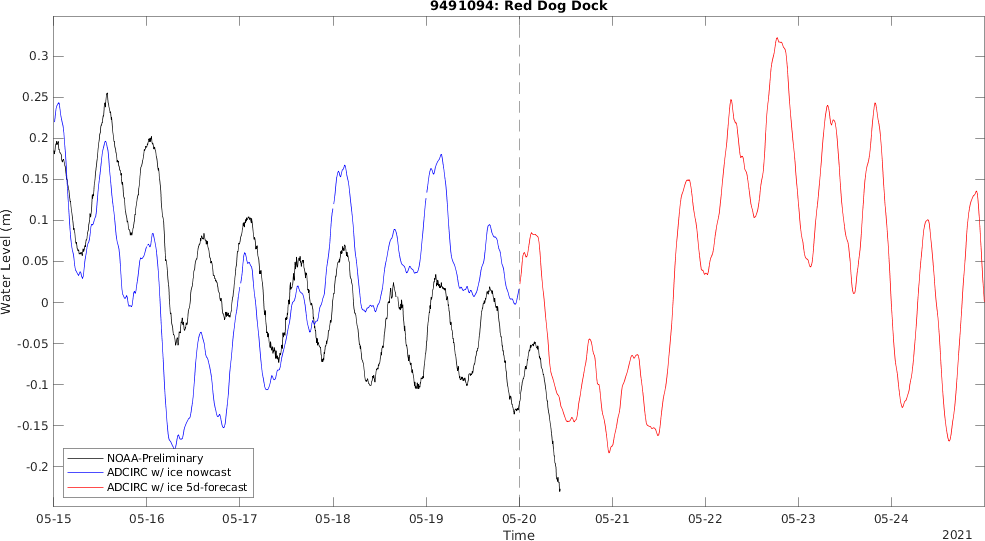 9491094: Red Dog Dock
Water Level (m)
0.3
0.25
0.2
0.15
0.1
0.05
0
-0.05
-0.1
-0.15
-0.2
NOAA-Preliminary
ADCIRC w/ ice nowcast
ADCIRC w/ ice 5d-forecast
05-15 05-16 05-17 05-18 05-19 05-20 05-21 05-22 05-23 05-24
Time
2021